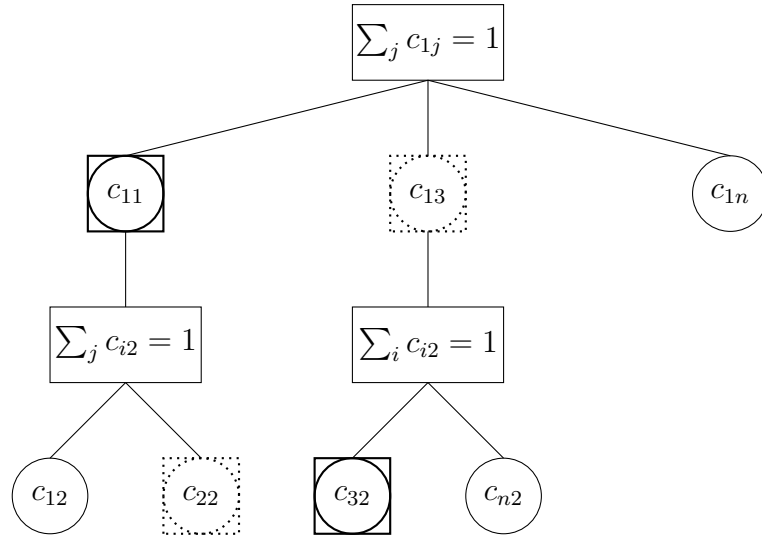 ∑_j c_{1j} = 1
c_{11} c_{13} c_{1n}
∑_j c_{i2} = 1 ∑_i c_{i2} = 1
c_{12} c_{22} c_{32} c_{n2}